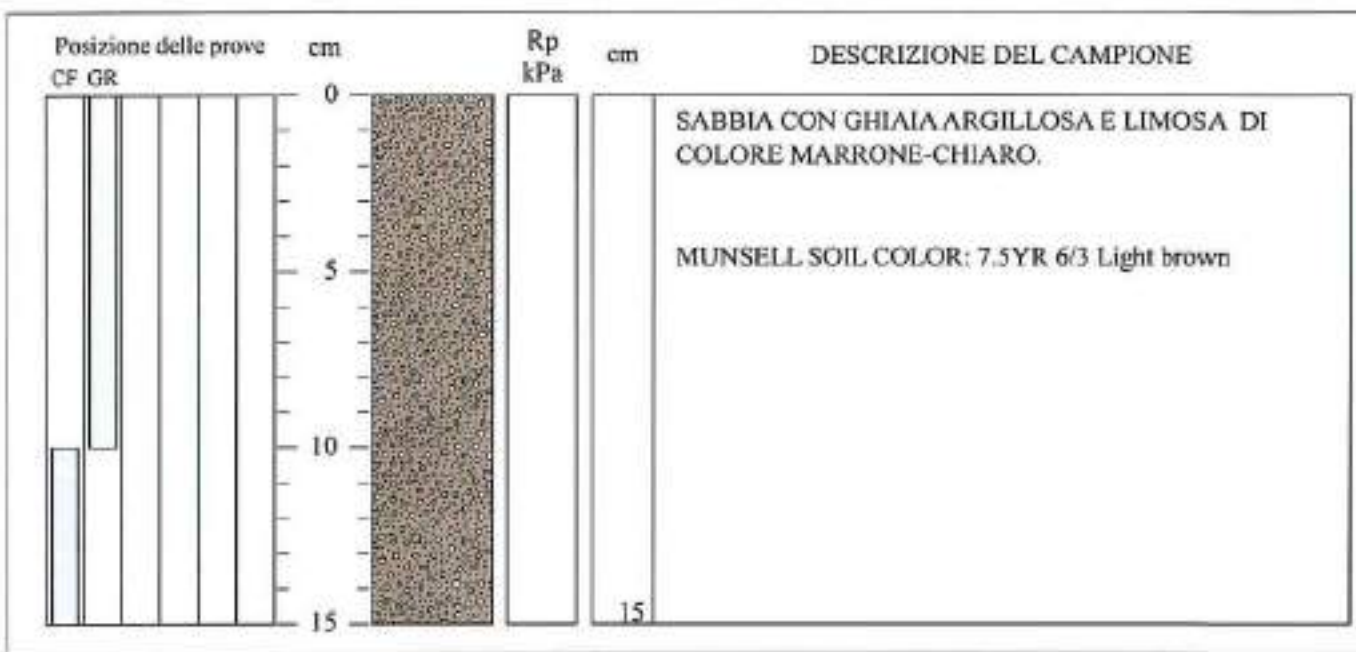 Posizione delle prove
CF GR
cm
Rp
kPa
cm
DESCRIZIONE DEL CAMPIONE
0
5
10
15
15
SABBIA CON GHIAIA ARGILLOSA E LIMOSA DI
COLORE MARRONE-CHIARO.
MUNSELL SOIL COLOR: 7.5YR 6/3 Light brown